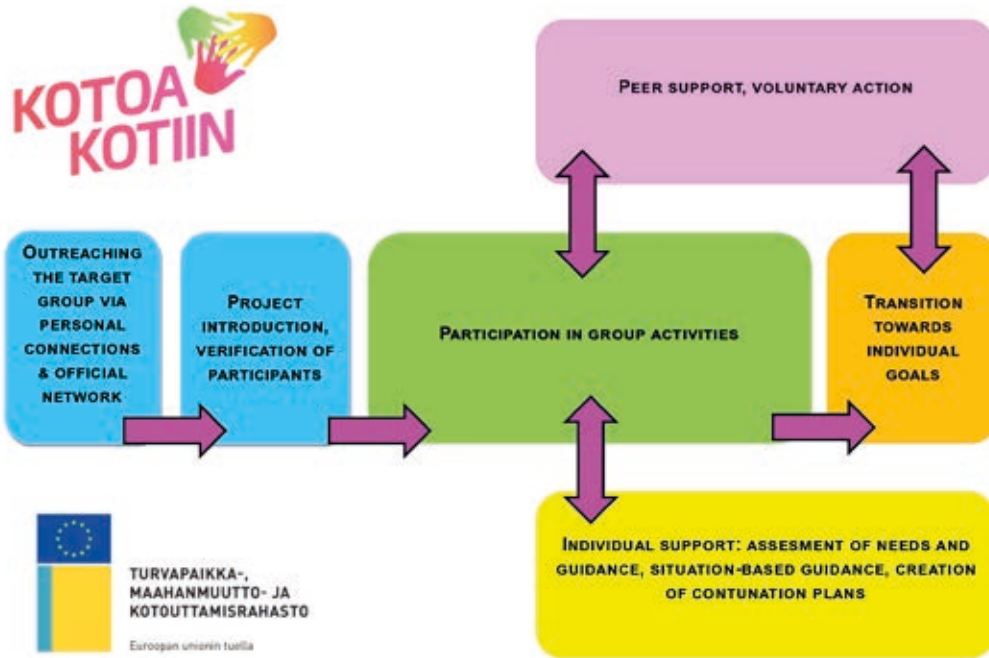 KOTOA
KOTIIN
PEER SUPPORT, VOLUNTARY ACTION
OUTREACHING
THE TARGET
GROUP VIA
PERSONAL
CONNECTIONS
& OFFICIAL
NETWORK
PROJECT
INTRODUCTION,
VERIFICATION OF
PARTICIPANTS
PARTICIPATION IN GROUP ACTIVITIES
TRANSITION
TOWARDS
INDIVIDUAL
GOALS
INDIVIDUAL SUPPORT: ASSESMENT OF NEEDS AND
GUIDANCE, SITUATION-BASED GUIDANCE, CREATION
OF CONTUNATION PLANS
TURVAPAIKKA-,
MAAHANMUUTTO- JA
KOTOUTTAMISRAHASTO
Euroopan unionin tuella